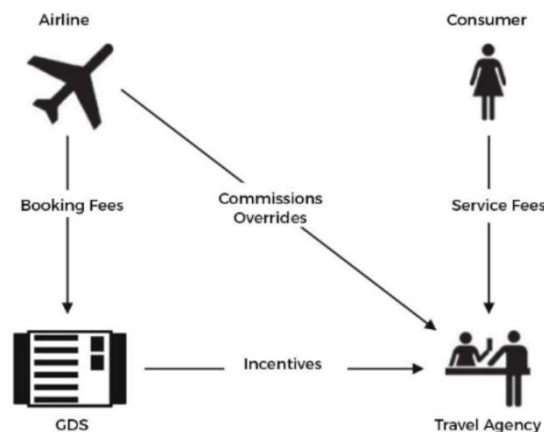 Airline
Consumer
Booking Fees
Commissions
Overrides
Service Fees
Incentives
GDS
Travel Agency